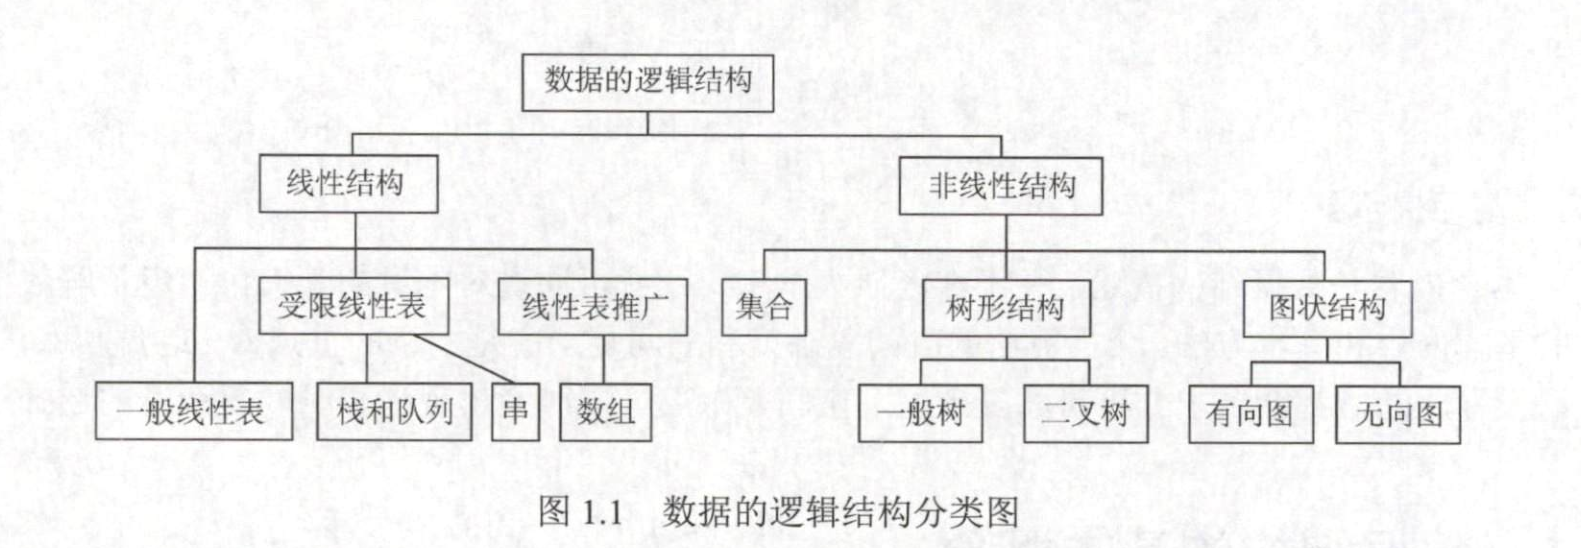 数据的逻辑结构
线性结构
非线性结构
受限线性表
线性表推广
集合
树形结构
图状结构
一般线性表
栈和队列
串
数组
一般树
二叉树
有向图
无向图
图 1.1 数据的逻辑结构分类图